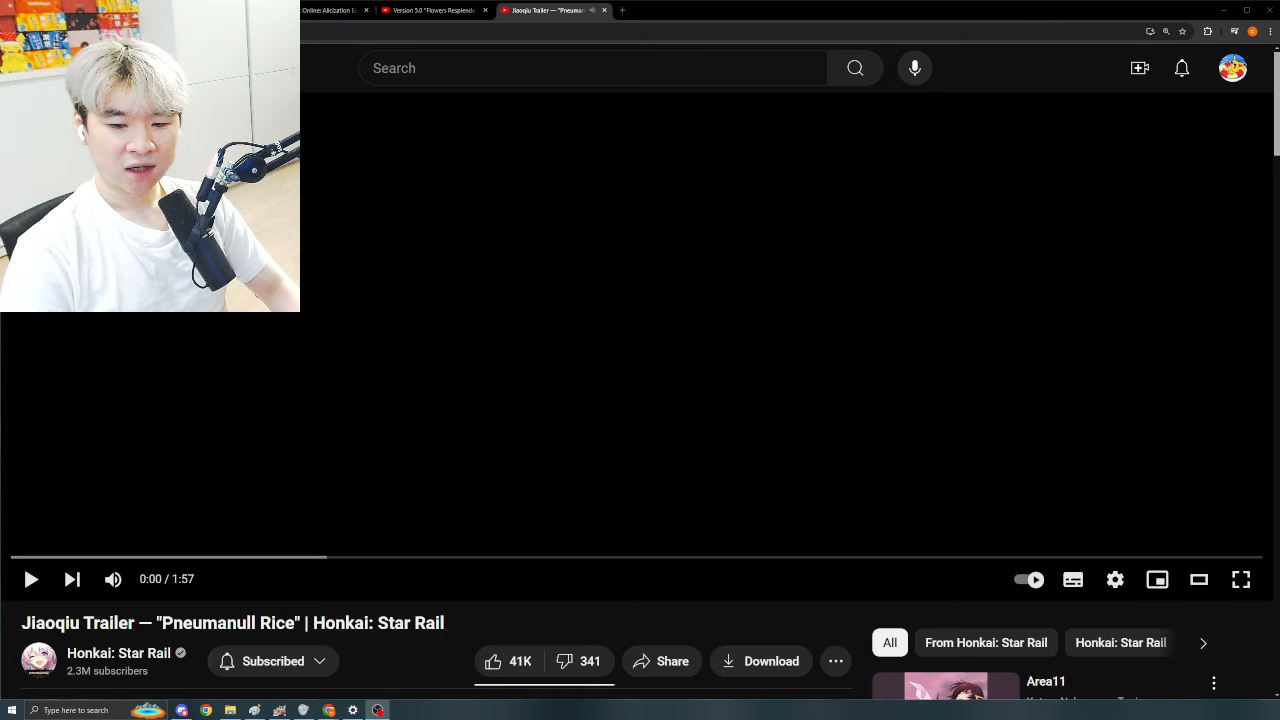 Online: Alicization E
Version 5.0 "Flowers Resplende
Jiaoqiu Trailer — "Pneuman
Search
0:00 / 1:57
Jiaoqiu Trailer — "Pneumanull Rice" | Honkai: Star Rail
Honkai: Star Rail
2.3M subscribers
Subscribed
41K
341
Share
Download
All
From Honkai: Star Rail
Honkai: Star Rail
Area11
Type here to search